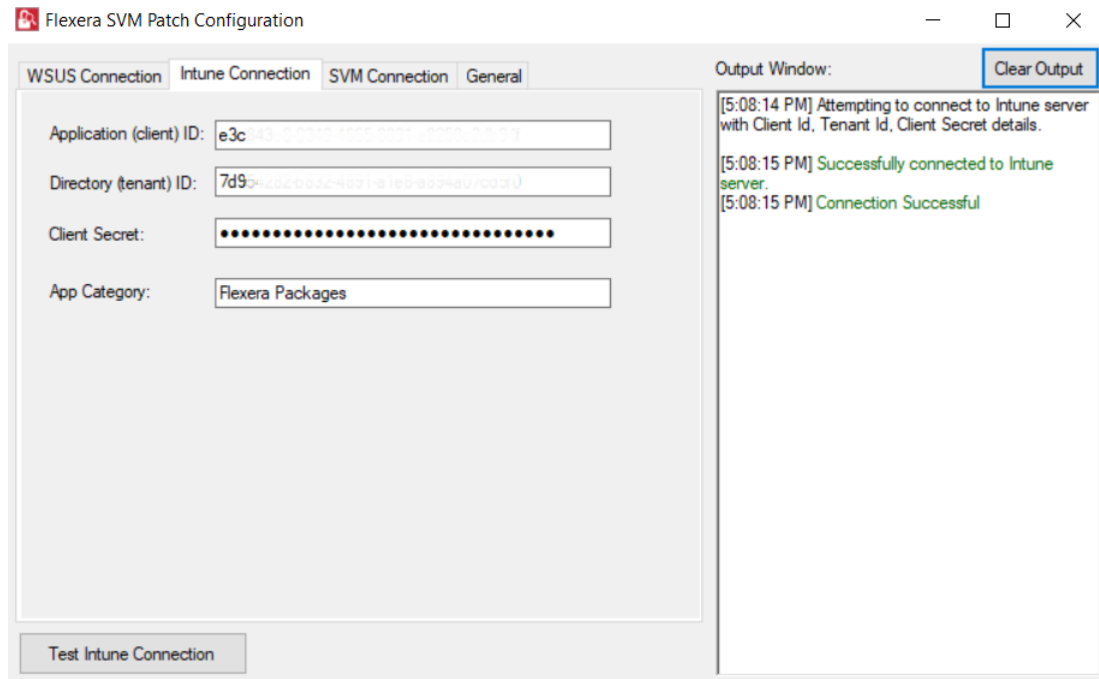 Flexera SVM Patch Configuration
WSUS Connection Intune Connection SVM Connection General
Application (client) ID: e3c
Directory (tenant) ID: 7d9
Client Secret: ••••••••••••••••••••••••••••••••
App Category: Flexera Packages
Test Intune Connection
Output Window: Clear Output
[5:08:14 PM] Attempting to connect to Intune server
with Client Id, Tenant Id, Client Secret details.
[5:08:15 PM] Successfully connected to Intune
server.
[5:08:15 PM] Connection Successful